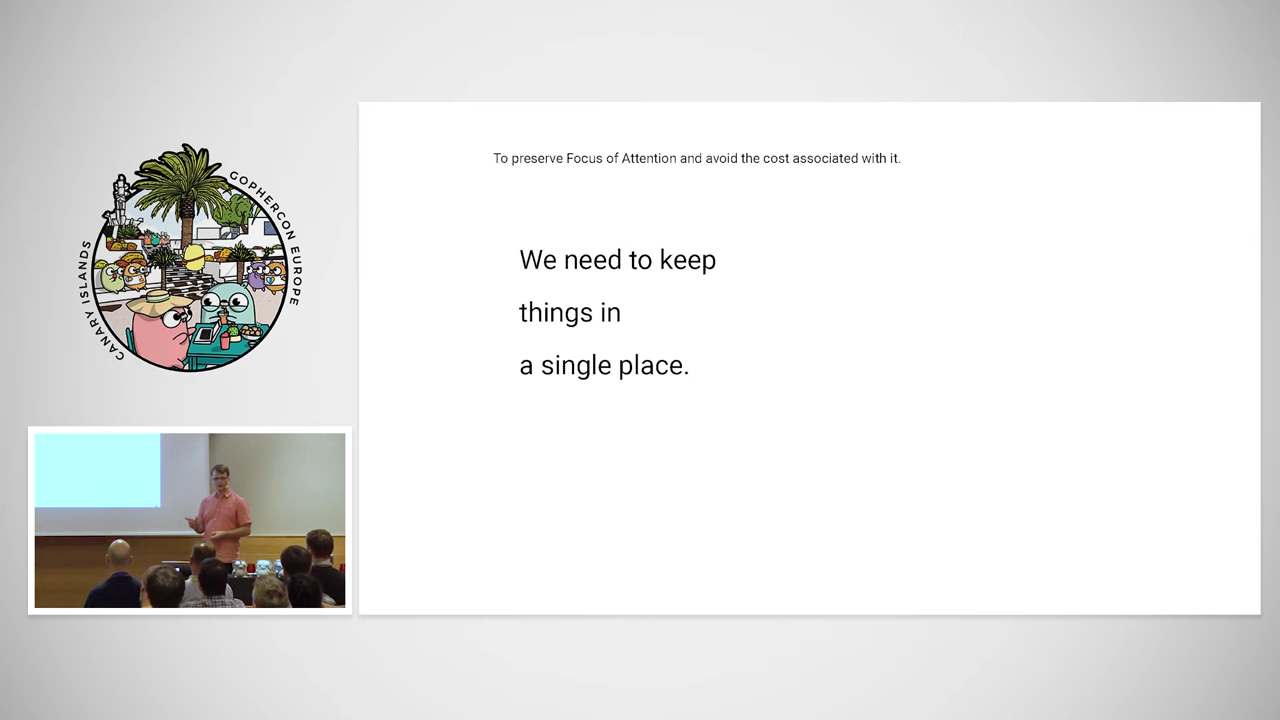 GOPHERCON EUROPE
CANARY ISLANDS
To preserve Focus of Attention and avoid the cost associated with it.
We need to keep
things in
a single place.